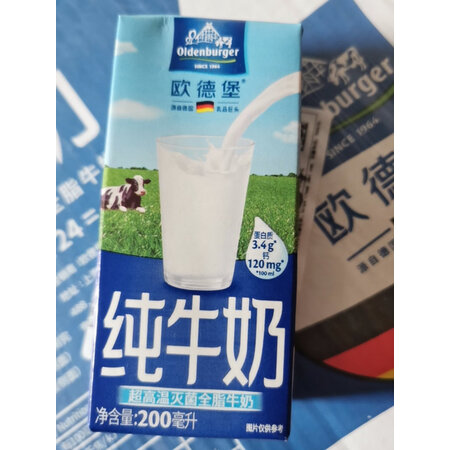 Oldenburger
SINCE 1964
欧德堡®
源自德国 乳品巨头
蛋白质
3.4g*
钙
120mg*
*100ml
纯牛奶
超高温灭菌全脂牛奶
净含量:200毫升
图片仅供参考
burger
SINCE 1964
欧德
源自德
24=
全脂牛